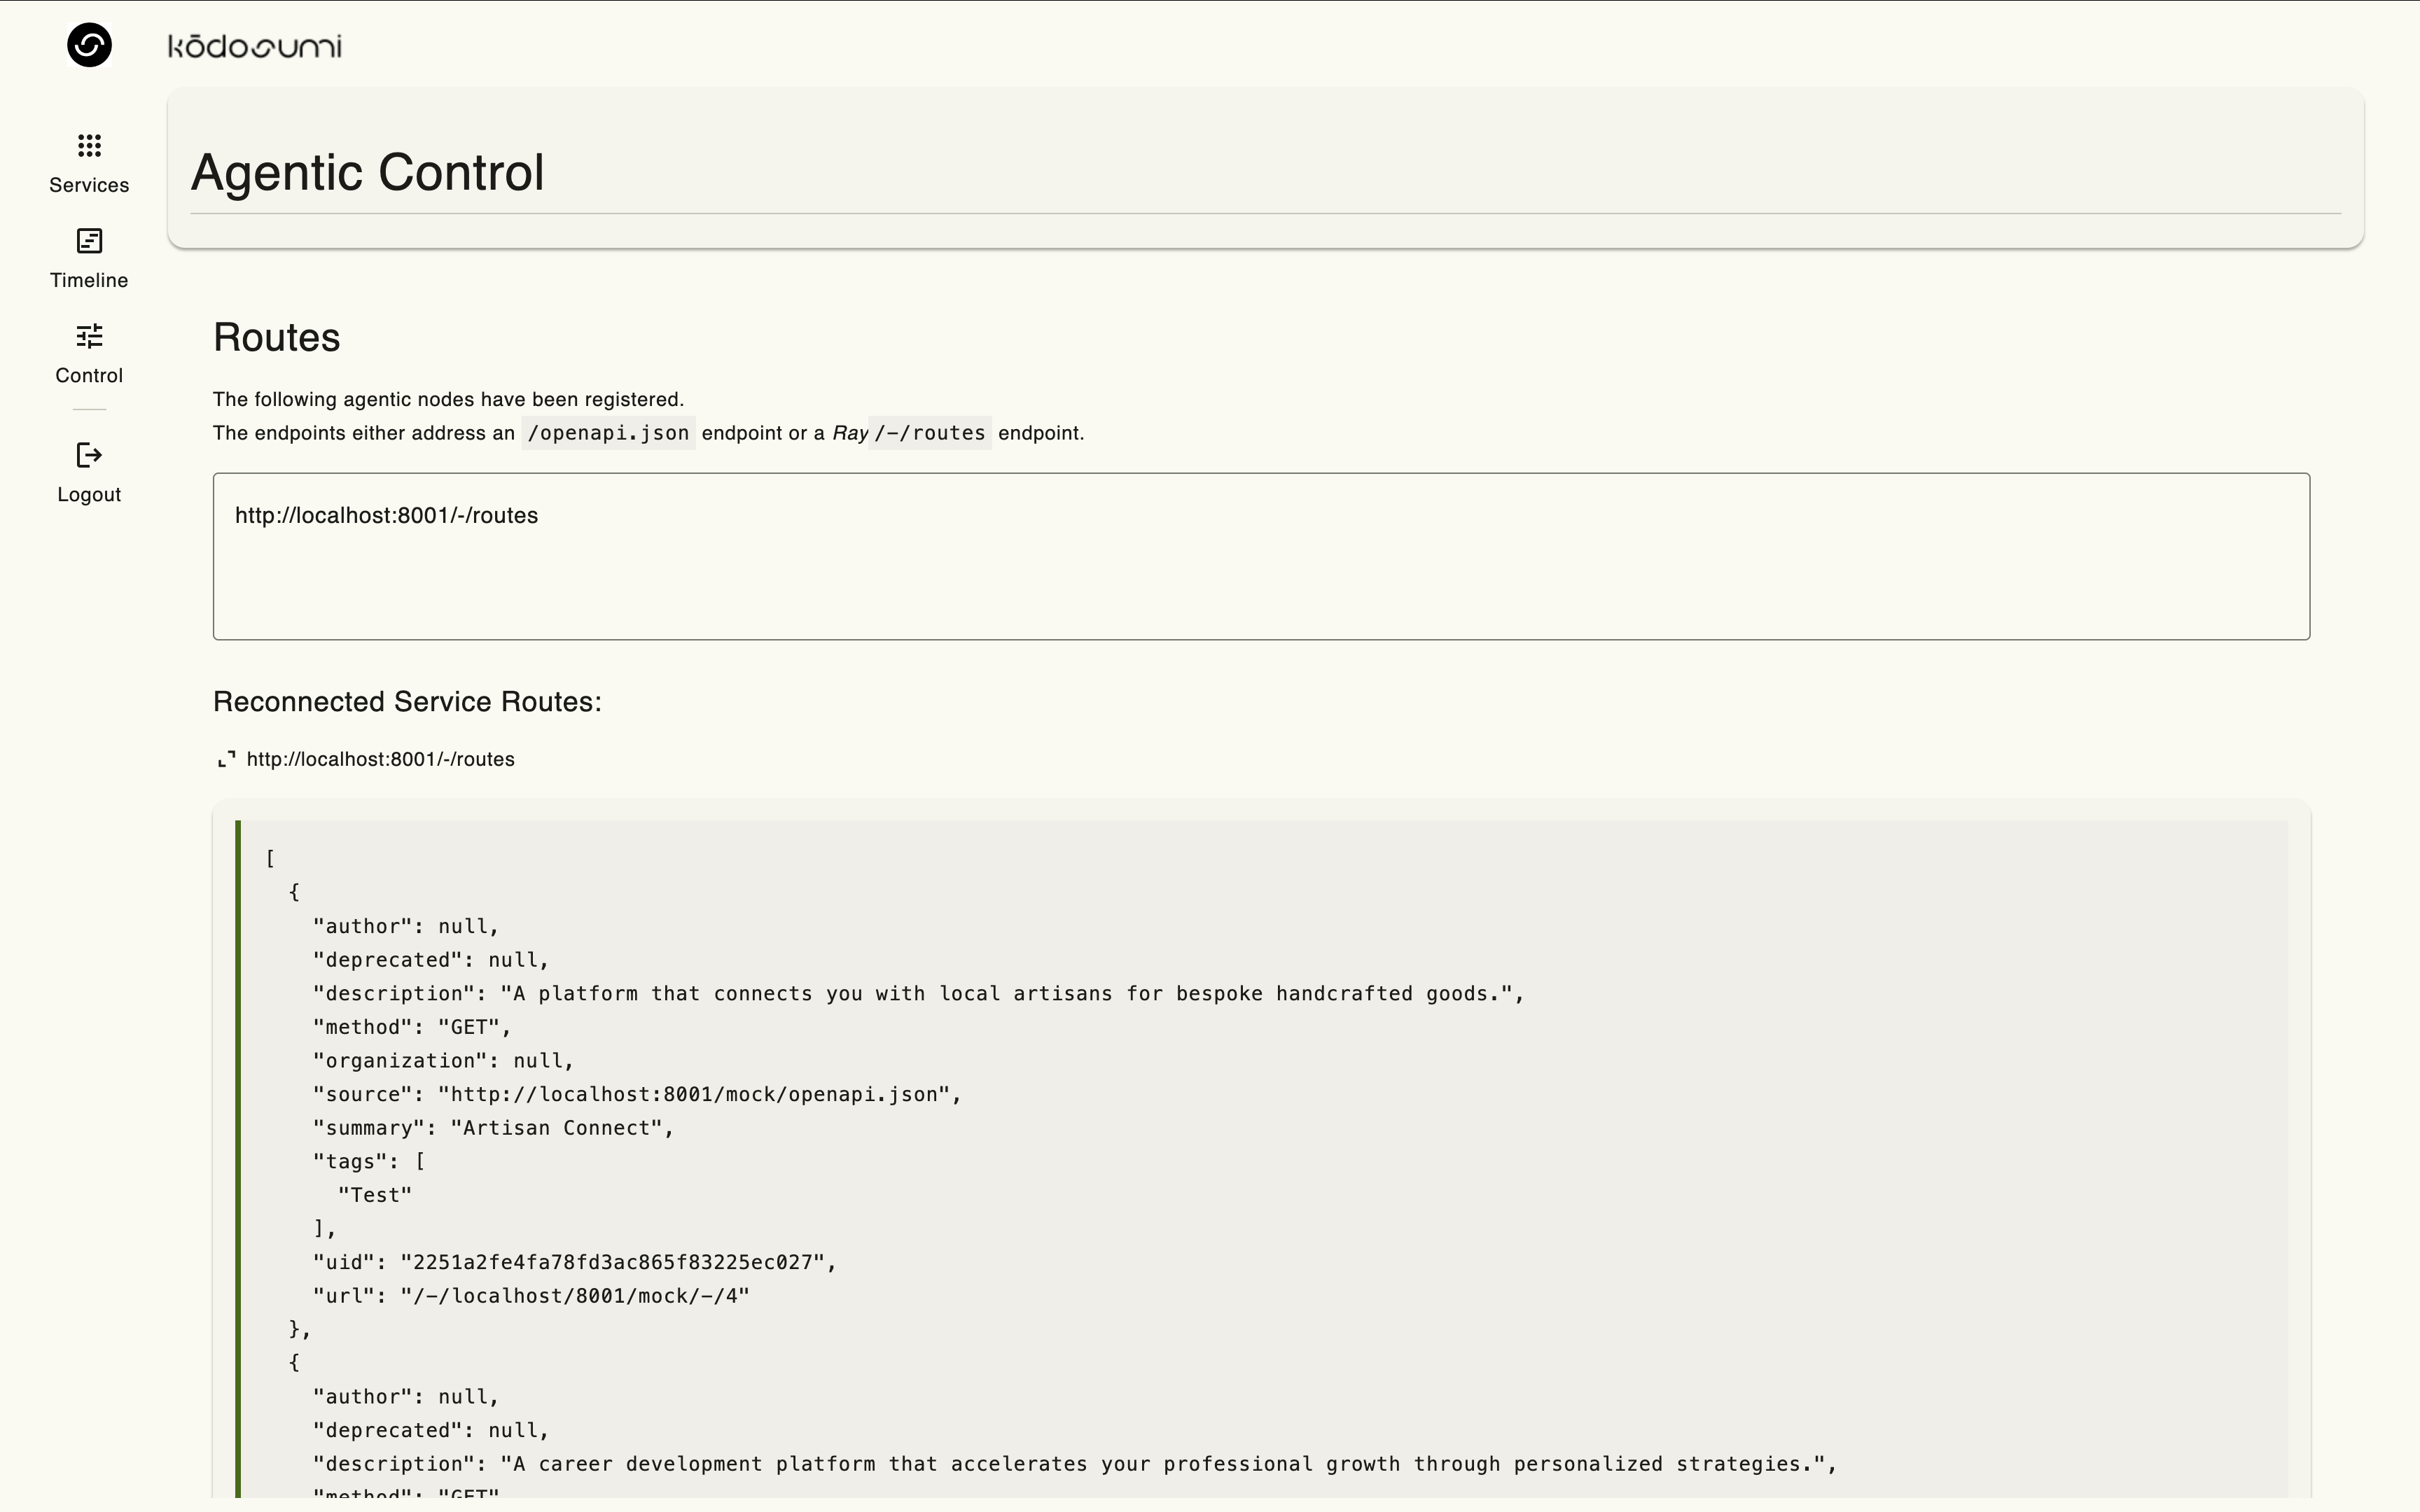 kōdosumi
Services
Timeline
Control
Logout
Agentic Control
Routes
The following agentic nodes have been registered.
The endpoints either address an /openapi.json endpoint or a Ray /-/routes endpoint.
http://localhost:8001/-/routes
Reconnected Service Routes:
http://localhost:8001/-/routes
[
{
"author": null,
"deprecated": null,
"description": "A platform that connects you with local artisans for bespoke handcrafted goods.",
"method": "GET",
"organization": null,
"source": "http://localhost:8001/mock/openapi.json",
"summary": "Artisan Connect",
"tags": [
"Test"
],
"uid": "2251a2fe4fa78fd3ac865f83225ec027",
"url": "/-/localhost/8001/mock/-/4"
},
{
"author": null,
"deprecated": null,
"description": "A career development platform that accelerates your professional growth through personalized strategies.",
"method": "GET"